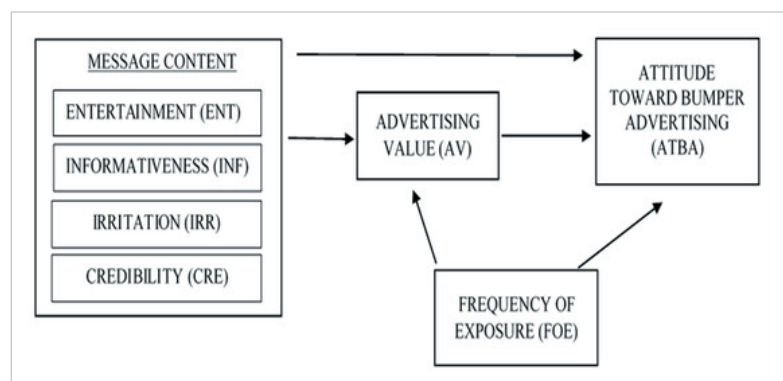 MESSAGE CONTENT
ENTERTAINMENT (ENT)
INFORMATIVENESS (INF)
IRRITATION (IRR)
CREDIBILITY (CRE)
ADVERTISING
VALUE (AV)
ATTITUDE
TOWARD BUMPER
ADVERTISING
(ATBA)
FREQUENCY OF
EXPOSURE (FOE)